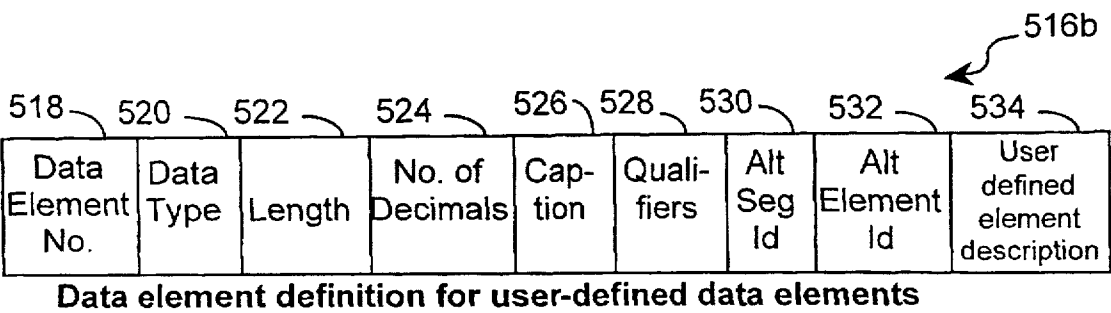 516b
518 520 522 524 526 528 530 532 534
Data Element No.
Data Type
Length
No. of Decimals
Cap-
tion
Quali-
fiers
Alt Seg Id
Alt Element Id
User defined element description
Data element definition for user-defined data elements